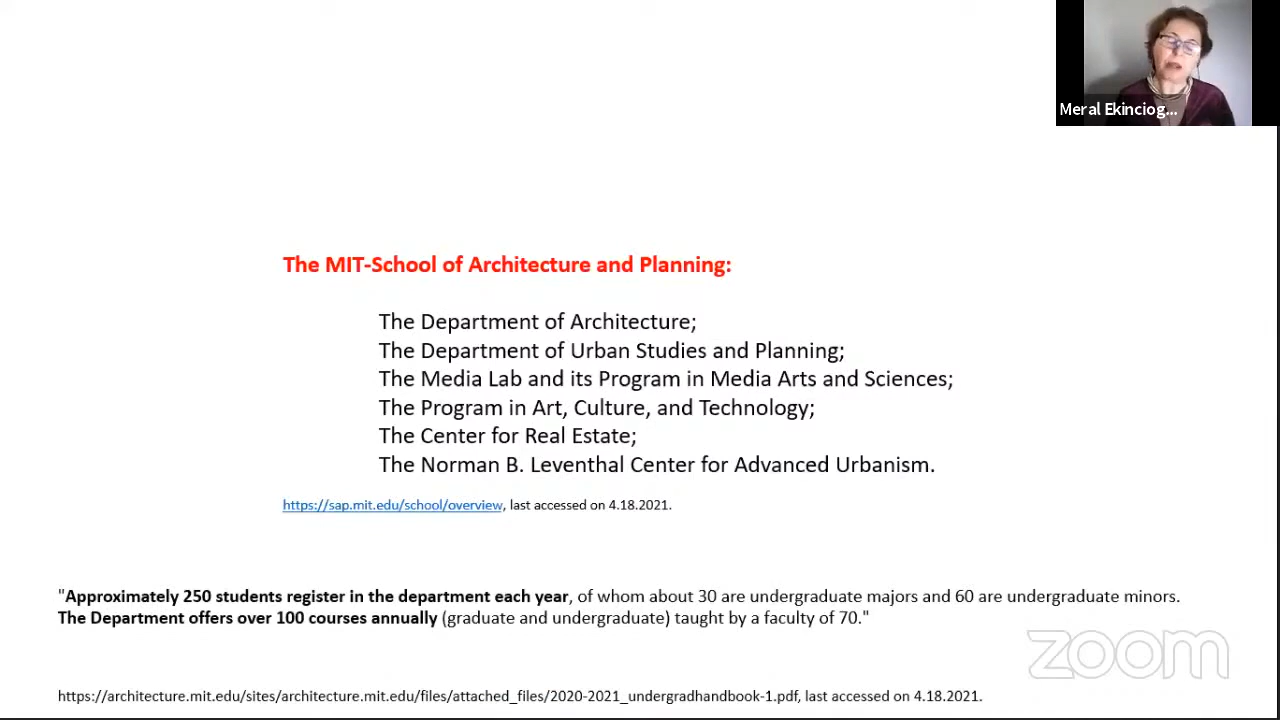 Meral Ekinciog...
The MIT-School of Architecture and Planning:
The Department of Architecture;
The Department of Urban Studies and Planning;
The Media Lab and its Program in Media Arts and Sciences;
The Program in Art, Culture, and Technology;
The Center for Real Estate;
The Norman B. Leventhal Center for Advanced Urbanism.
https://sap.mit.edu/school/overview, last accessed on 4.18.2021.
"Approximately 250 students register in the department each year, of whom about 30 are undergraduate majors and 60 are undergraduate minors.
The Department offers over 100 courses annually (graduate and undergraduate) taught by a faculty of 70."
zoom
https://architecture.mit.edu/sites/architecture.mit.edu/files/attached_files/2020-2021_undergradhandbook-1.pdf, last accessed on 4.18.2021.